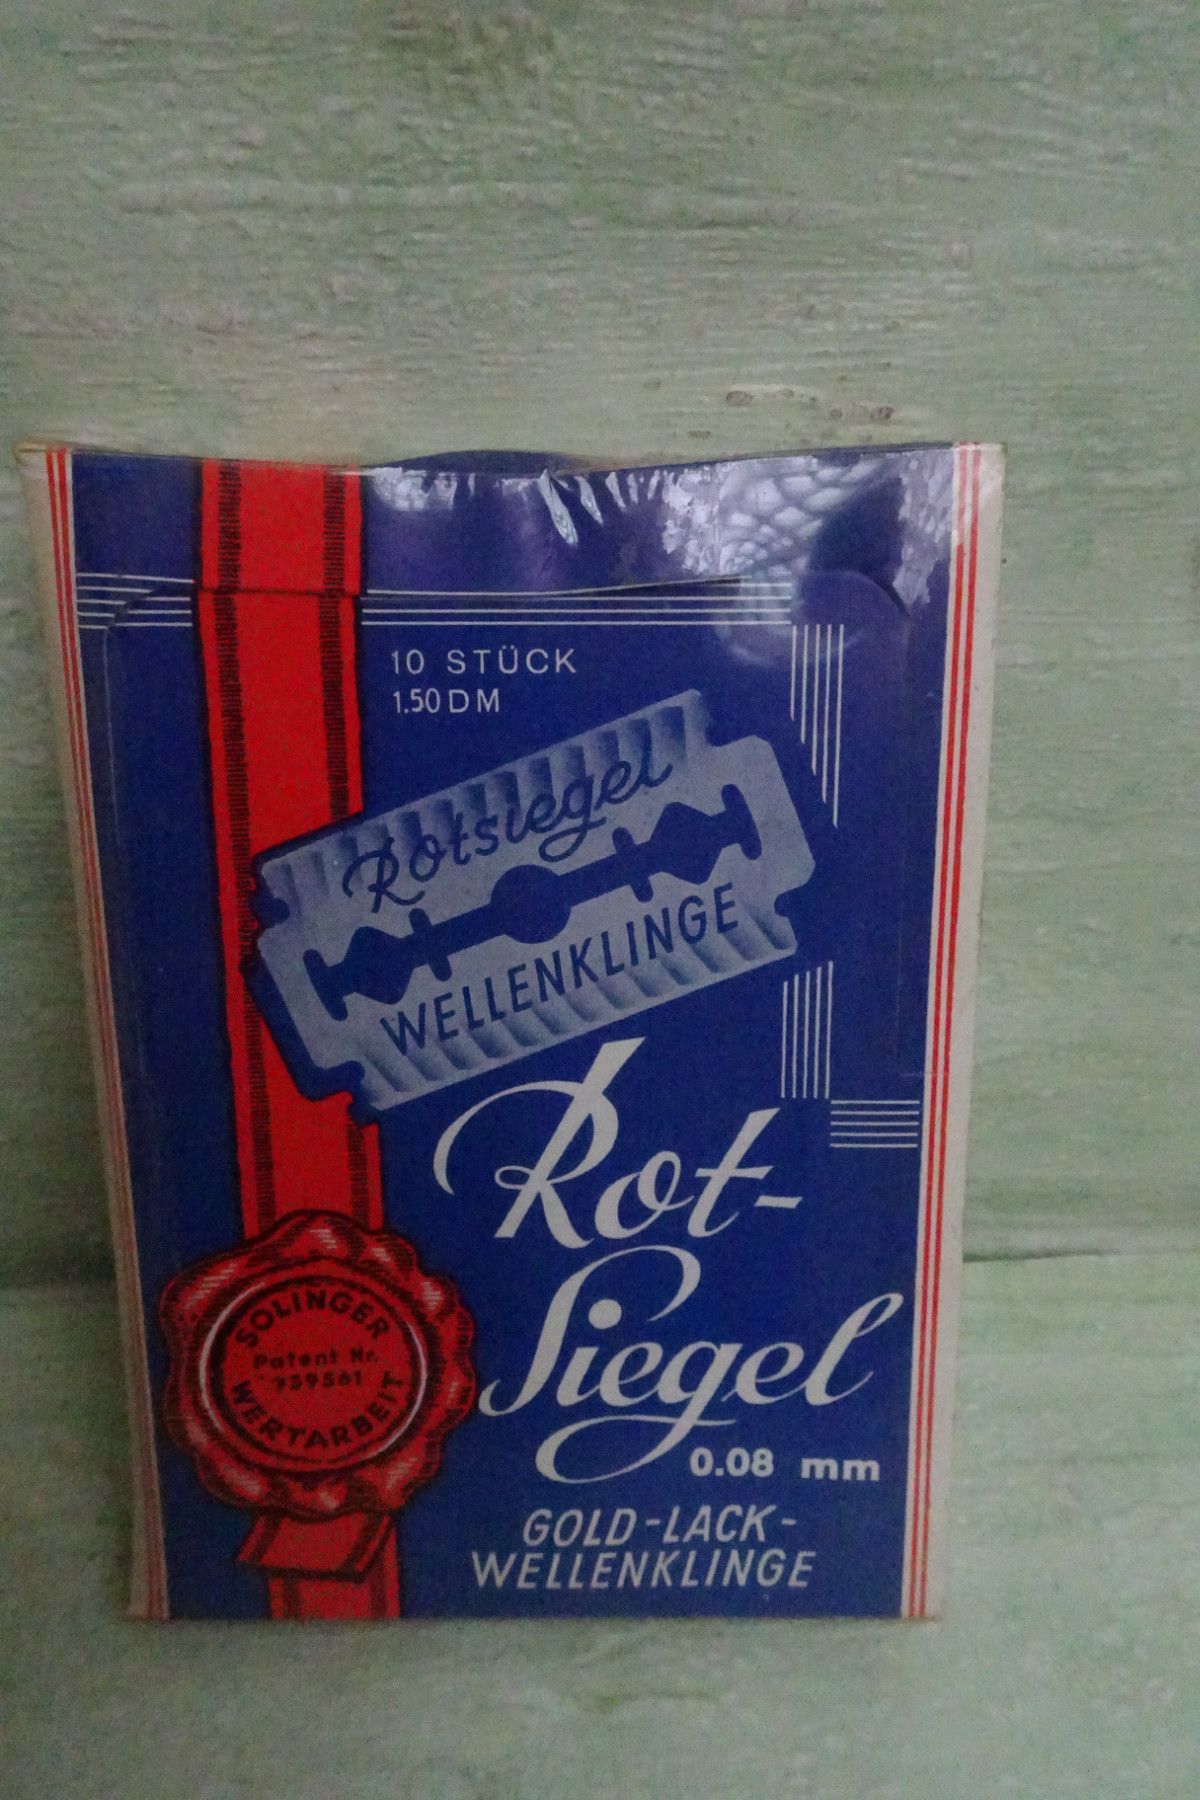 10 STÜCK
1.50 DM
Rotsiegel
WELLENKLINGE
Rot-
Siegel
0.08 mm
GOLD-LACK-
WELLENKLINGE
SOLINGER
Patent Nr.
739561
WERTARBEIT